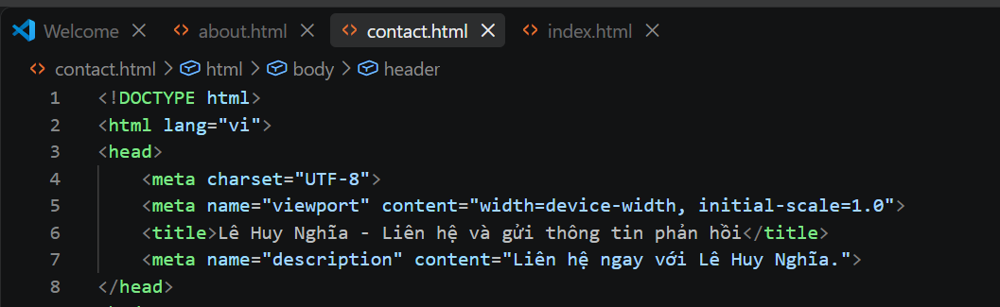 Welcome about.html contact.html index.html
contact.html > html > body > header
1 <!DOCTYPE html>
2 <html lang="vi">
3 <head>
4 <meta charset="UTF-8">
5 <meta name="viewport" content="width=device-width, initial-scale=1.0">
6 <title>Lê Huy Nghĩa - Liên hệ và gửi thông tin phản hồi</title>
7 <meta name="description" content="Liên hệ ngay với Lê Huy Nghĩa.">
8 </head>